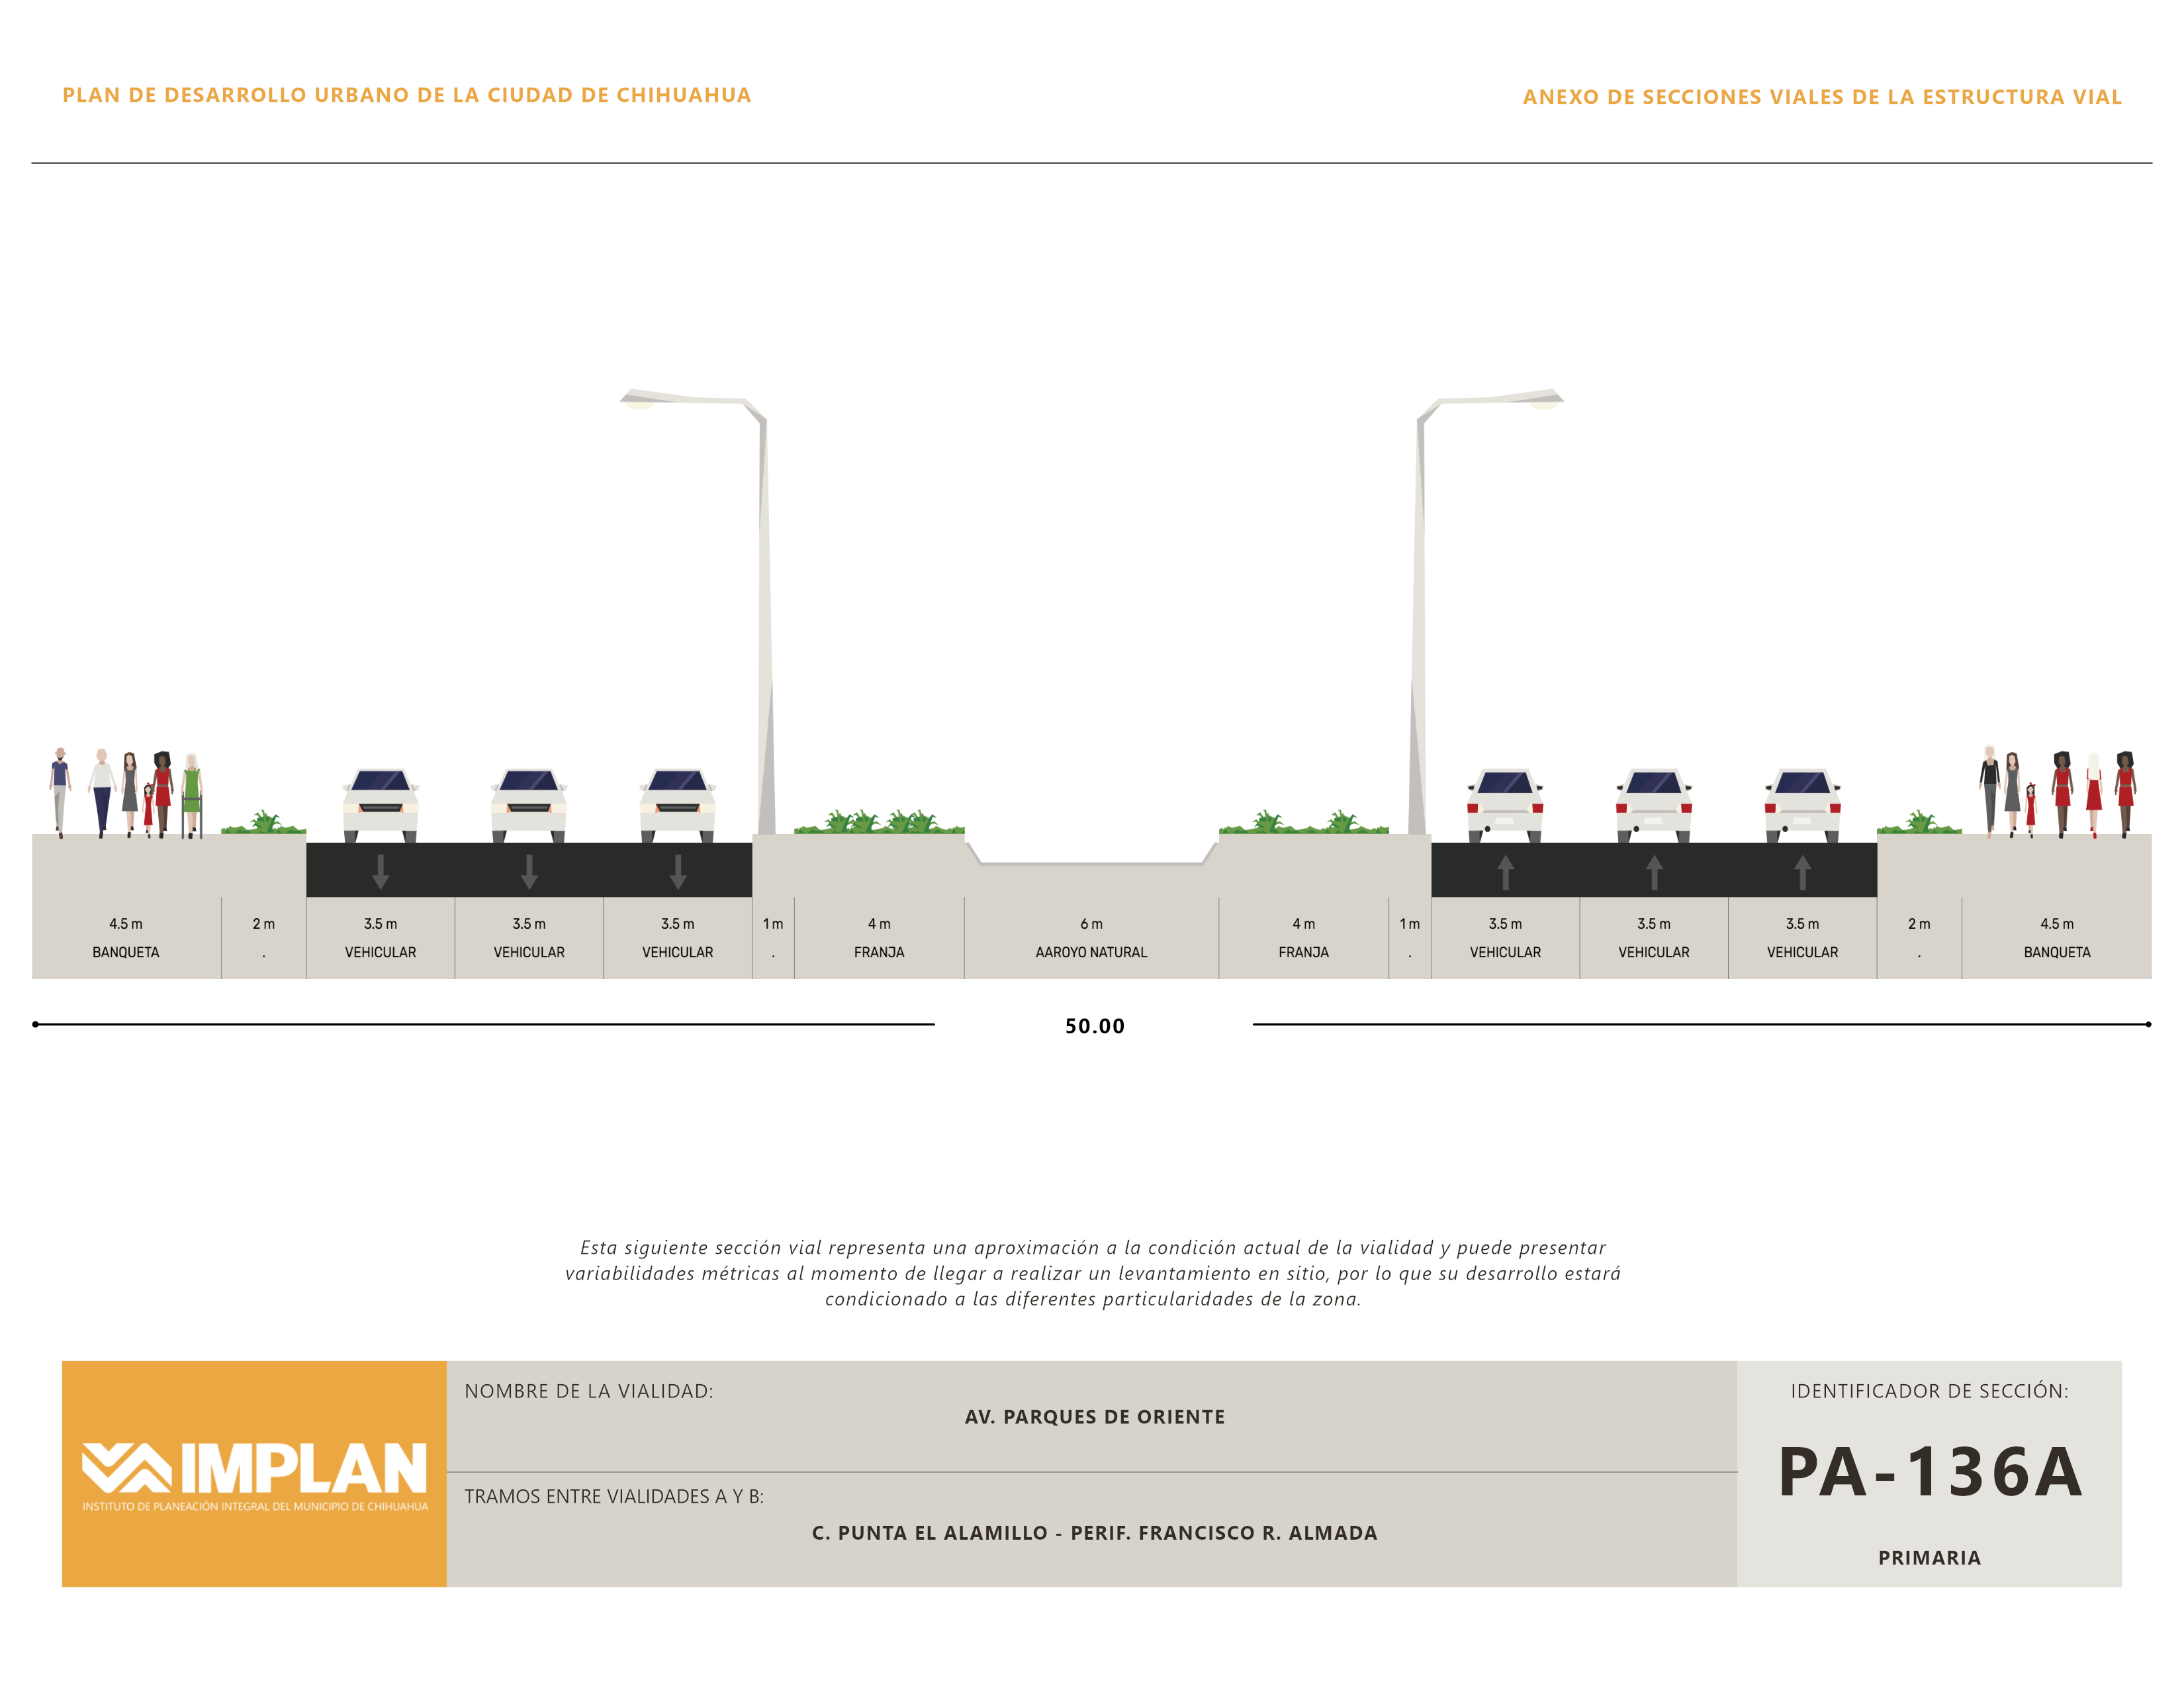 PLAN DE DESARROLLO URBANO DE LA CIUDAD DE CHIHUAHUA
ANEXO DE SECCIONES VIALES DE LA ESTRUCTURA VIAL
4.5 m 2 m 3.5 m 3.5 m 3.5 m 1 m 4 m 6 m 4 m 1 m 3.5 m 3.5 m 3.5 m 2 m 4.5 m
BANQUETA . VEHICULAR VEHICULAR VEHICULAR . FRANJA AAROYO NATURAL FRANJA . VEHICULAR VEHICULAR VEHICULAR . BANQUETA
50.00
Esta siguiente sección vial representa una aproximación a la condición actual de la vialidad y puede presentar
variabilidades métricas al momento de llegar a realizar un levantamiento en sitio, por lo que su desarrollo estará
condicionado a las diferentes particularidades de la zona.
IMPLAN
INSTITUTO DE PLANEACIÓN INTEGRAL DEL MUNICIPIO DE CHIHUAHUA
NOMBRE DE LA VIALIDAD:
AV. PARQUES DE ORIENTE
TRAMOS ENTRE VIALIDADES A Y B:
C. PUNTA EL ALAMILLO - PERIF. FRANCISCO R. ALMADA
IDENTIFICADOR DE SECCIÓN:
PA-136A
PRIMARIA